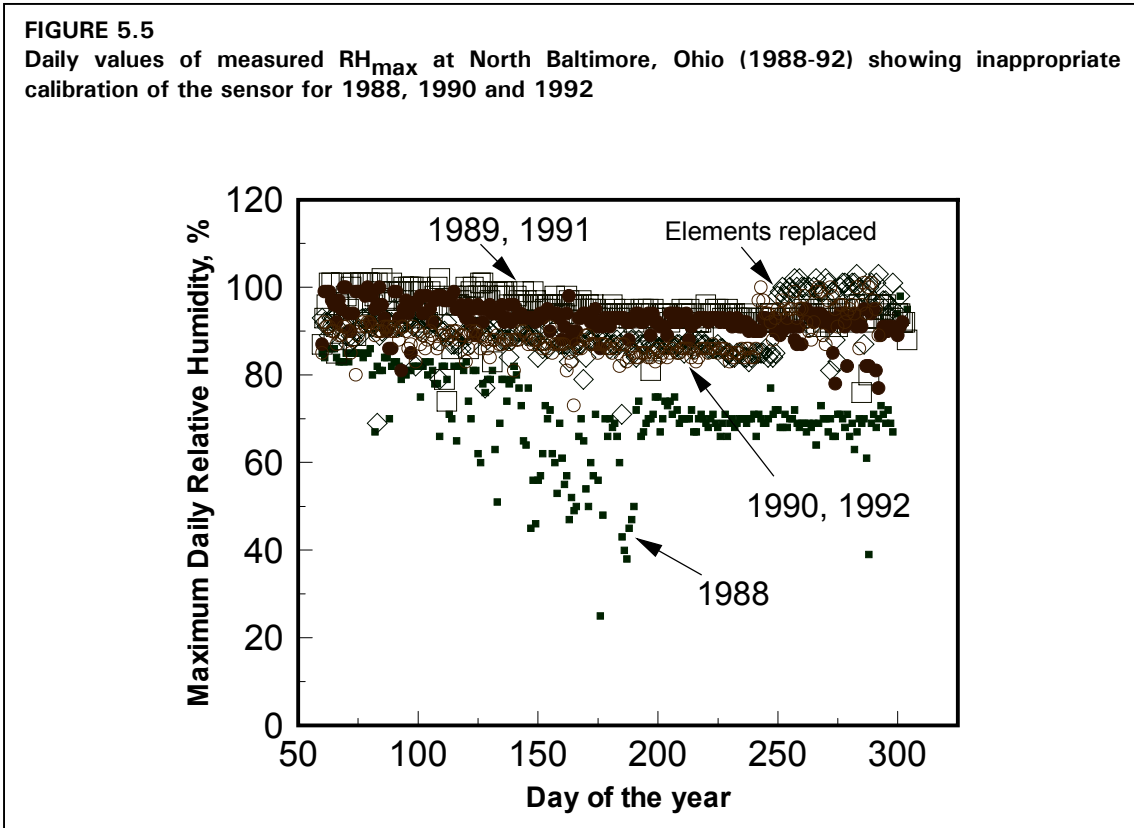 FIGURE 5.5
Daily values of measured RHmax at North Baltimore, Ohio (1988-92) showing inappropriate
calibration of the sensor for 1988, 1990 and 1992
Maximum Daily Relative Humidity, %
120
100
80
60
40
20
0
1989, 1991
Elements replaced
1990, 1992
1988
50
100
150
200
250
300
Day of the year